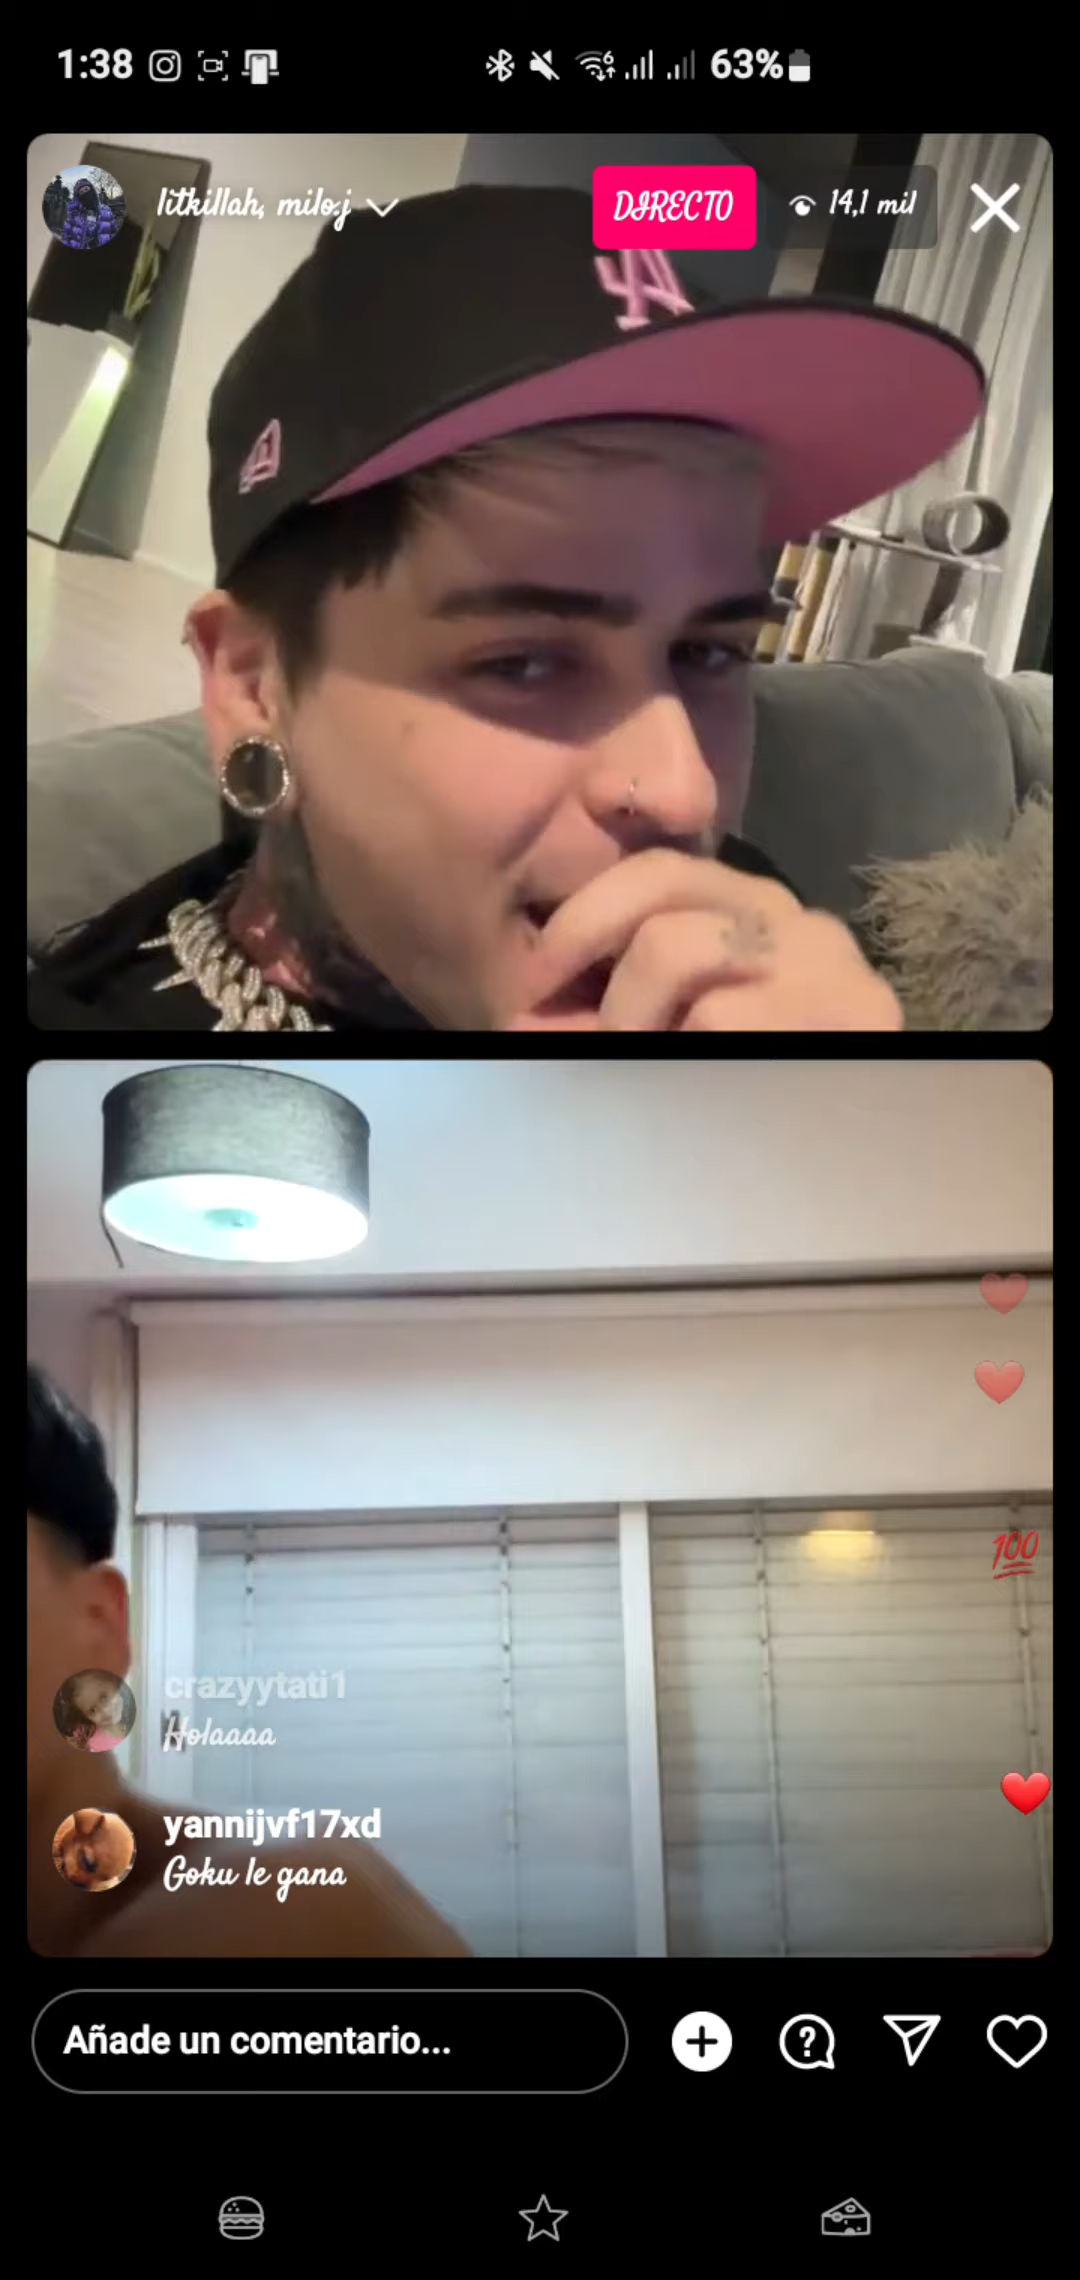 1:38
63%
litkillah, milo.j
DIRECTO
14,1 mil
LA
100
crazyytati1
Holaaaa
yannijvf17xd
Goku le gana
Añade un comentario...